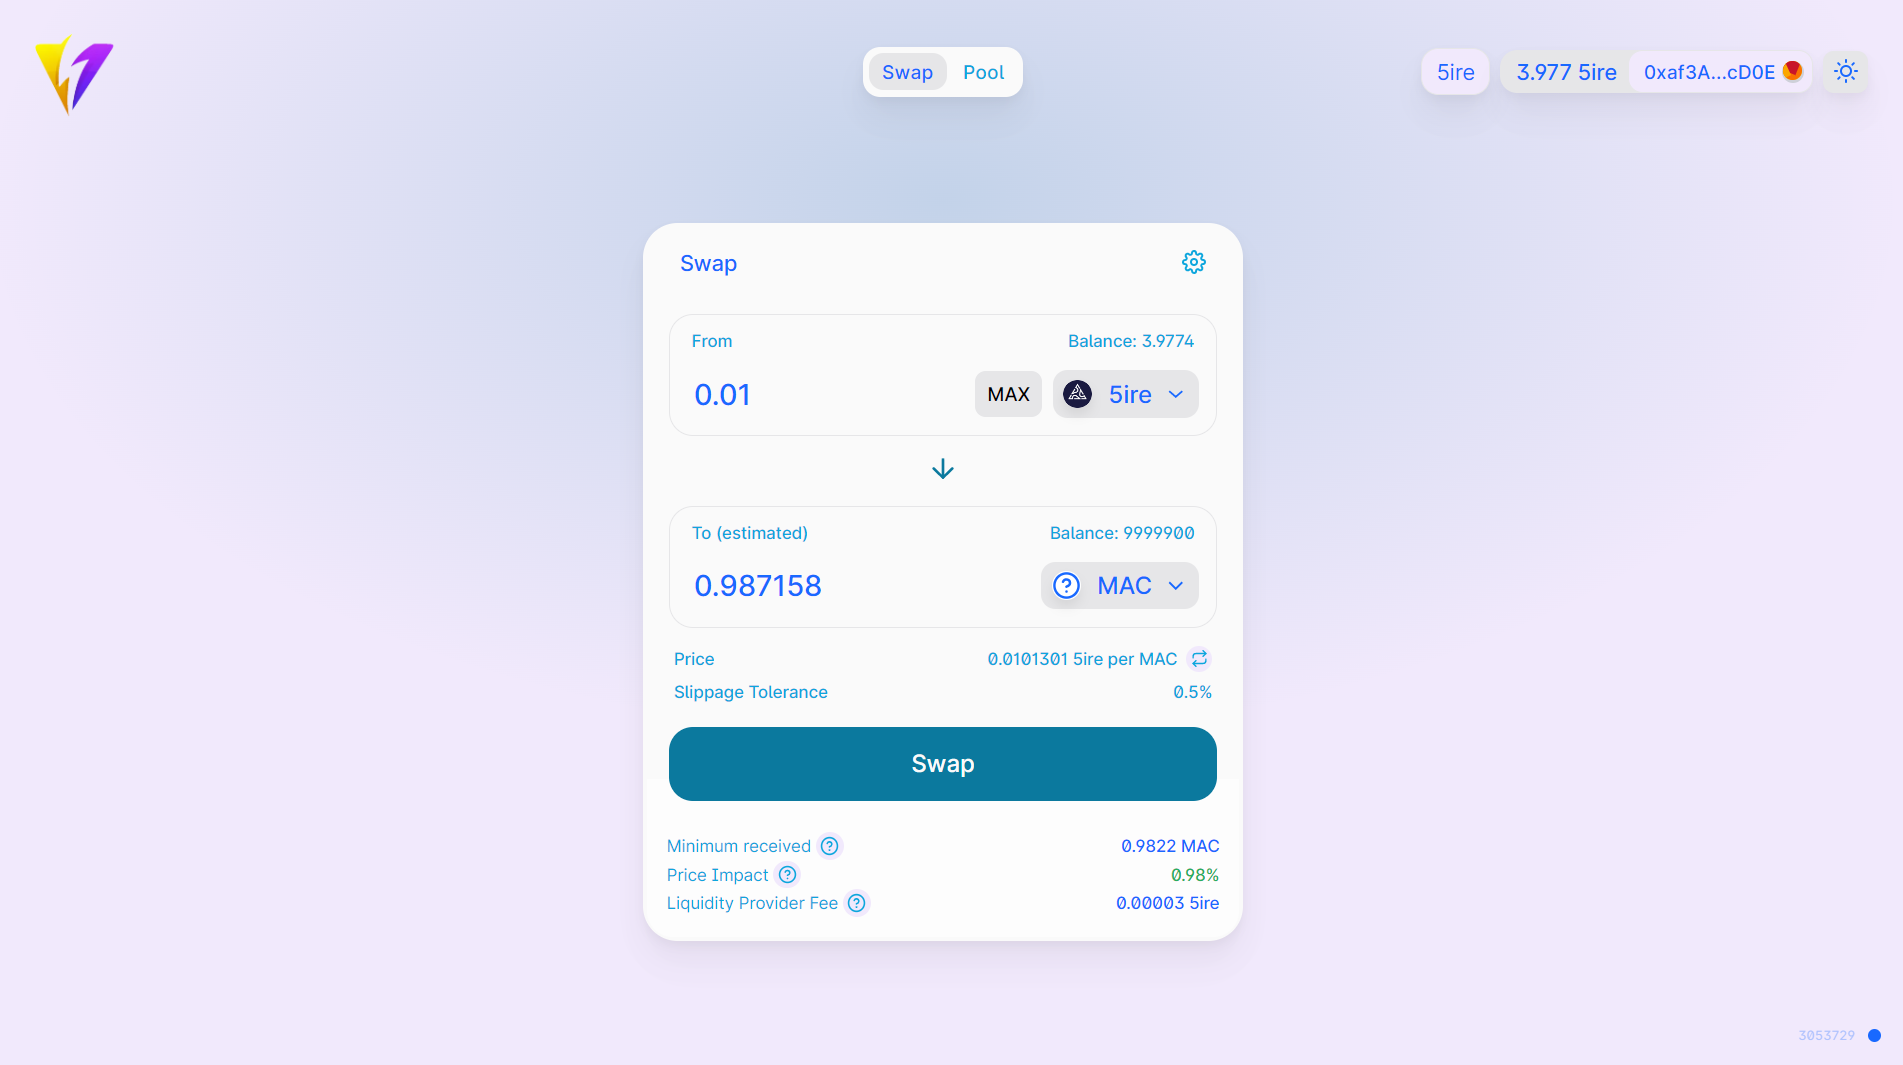 Swap Pool 5ire 3.977 5ire 0xaf3A...cD0E
Swap
From Balance: 3.9774
0.01 MAX 5ire
To (estimated) Balance: 9999900
0.987158 MAC
Price 0.0101301 5ire per MAC
Slippage Tolerance 0.5%
Swap
Minimum received 0.9822 MAC
Price Impact 0.98%
Liquidity Provider Fee 0.00003 5ire
3053729